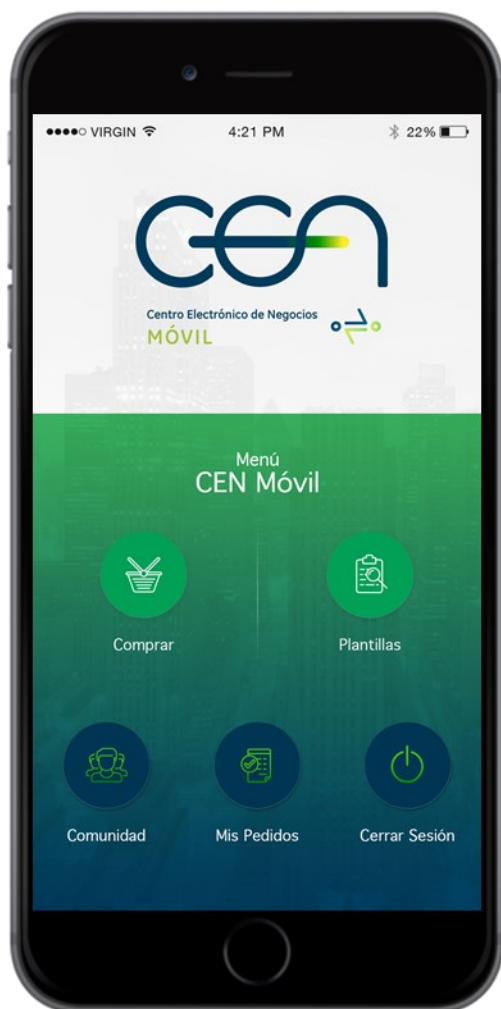 VIRGIN 4:21 PM 22%
cen
Centro Electrónico de Negocios
MÓVIL
Menú
CEN Móvil
Comprar Plantillas
Comunidad Mis Pedidos Cerrar Sesión